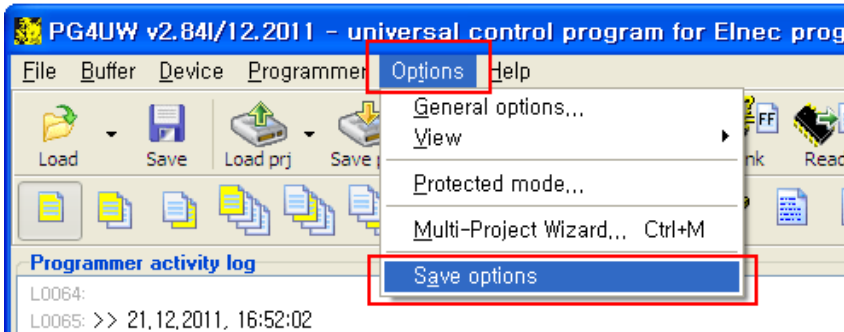 PG4UW v2.84l/12.2011 - universal control program for Elnec prog
File Buffer Device Programmer Options Help
General options...
View
Protected mode...
Multi-Project Wizard... Ctrl+M
Save options
Load Save Load prj Save
FF
nk Read
Programmer activity log
L0064:
L0065: >> 21.12.2011, 16:52:02